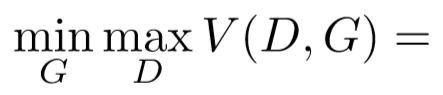 min max V(D, G) =
G D